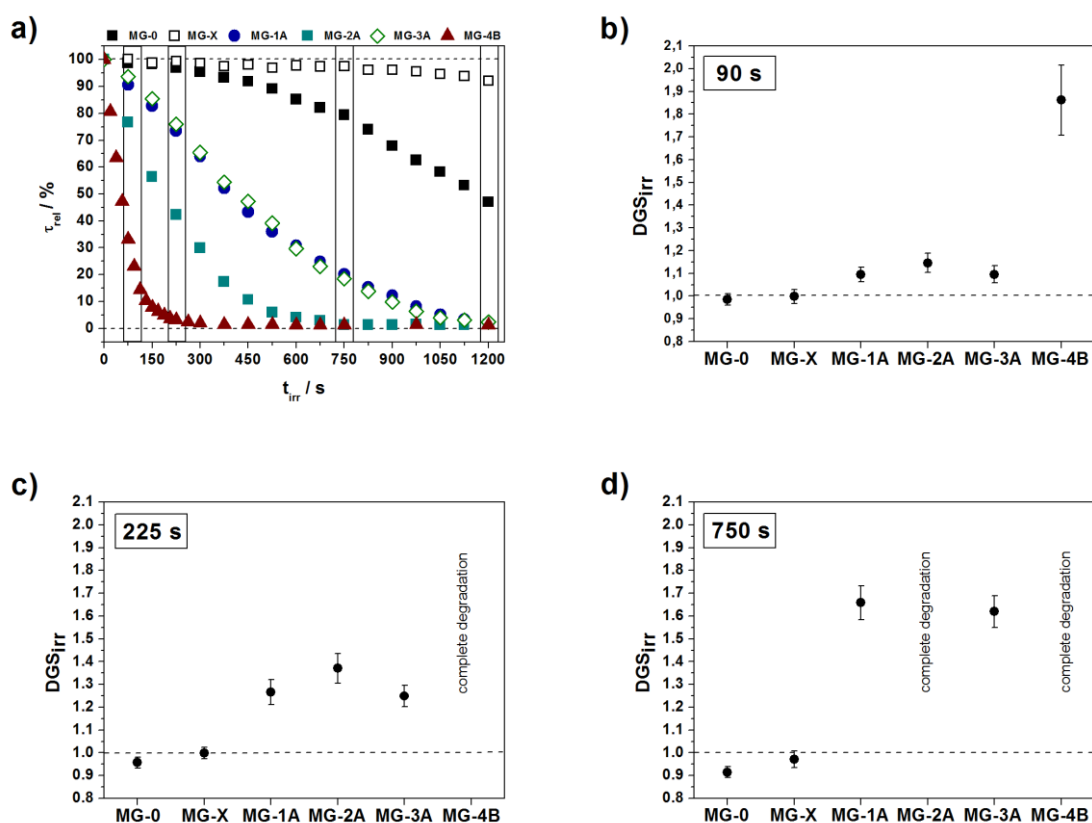 a)
MG-0 MG-X MG-1A MG-2A MG-3A MG-4B
100
90
80
70
60
50
40
30
20
10
0
τrel / %
0 150 300 450 600 750 900 1050 1200
tirr / s
b)
90 s
2,1
2,0
1,9
1,8
1,7
1,6
1,5
1,4
1,3
1,2
1,1
1,0
0,9
0,8
DGSirr
MG-0 MG-X MG-1A MG-2A MG-3A MG-4B
c)
225 s
2.1
2.0
1.9
1.8
1.7
1.6
1.5
1.4
1.3
1.2
1.1
1.0
0.9
0.8
DGSirr
complete degradation
MG-0 MG-X MG-1A MG-2A MG-3A MG-4B
d)
750 s
2.1
2.0
1.9
1.8
1.7
1.6
1.5
1.4
1.3
1.2
1.1
1.0
0.9
0.8
DGSirr
complete degradation
complete degradation
MG-0 MG-X MG-1A MG-2A MG-3A MG-4B